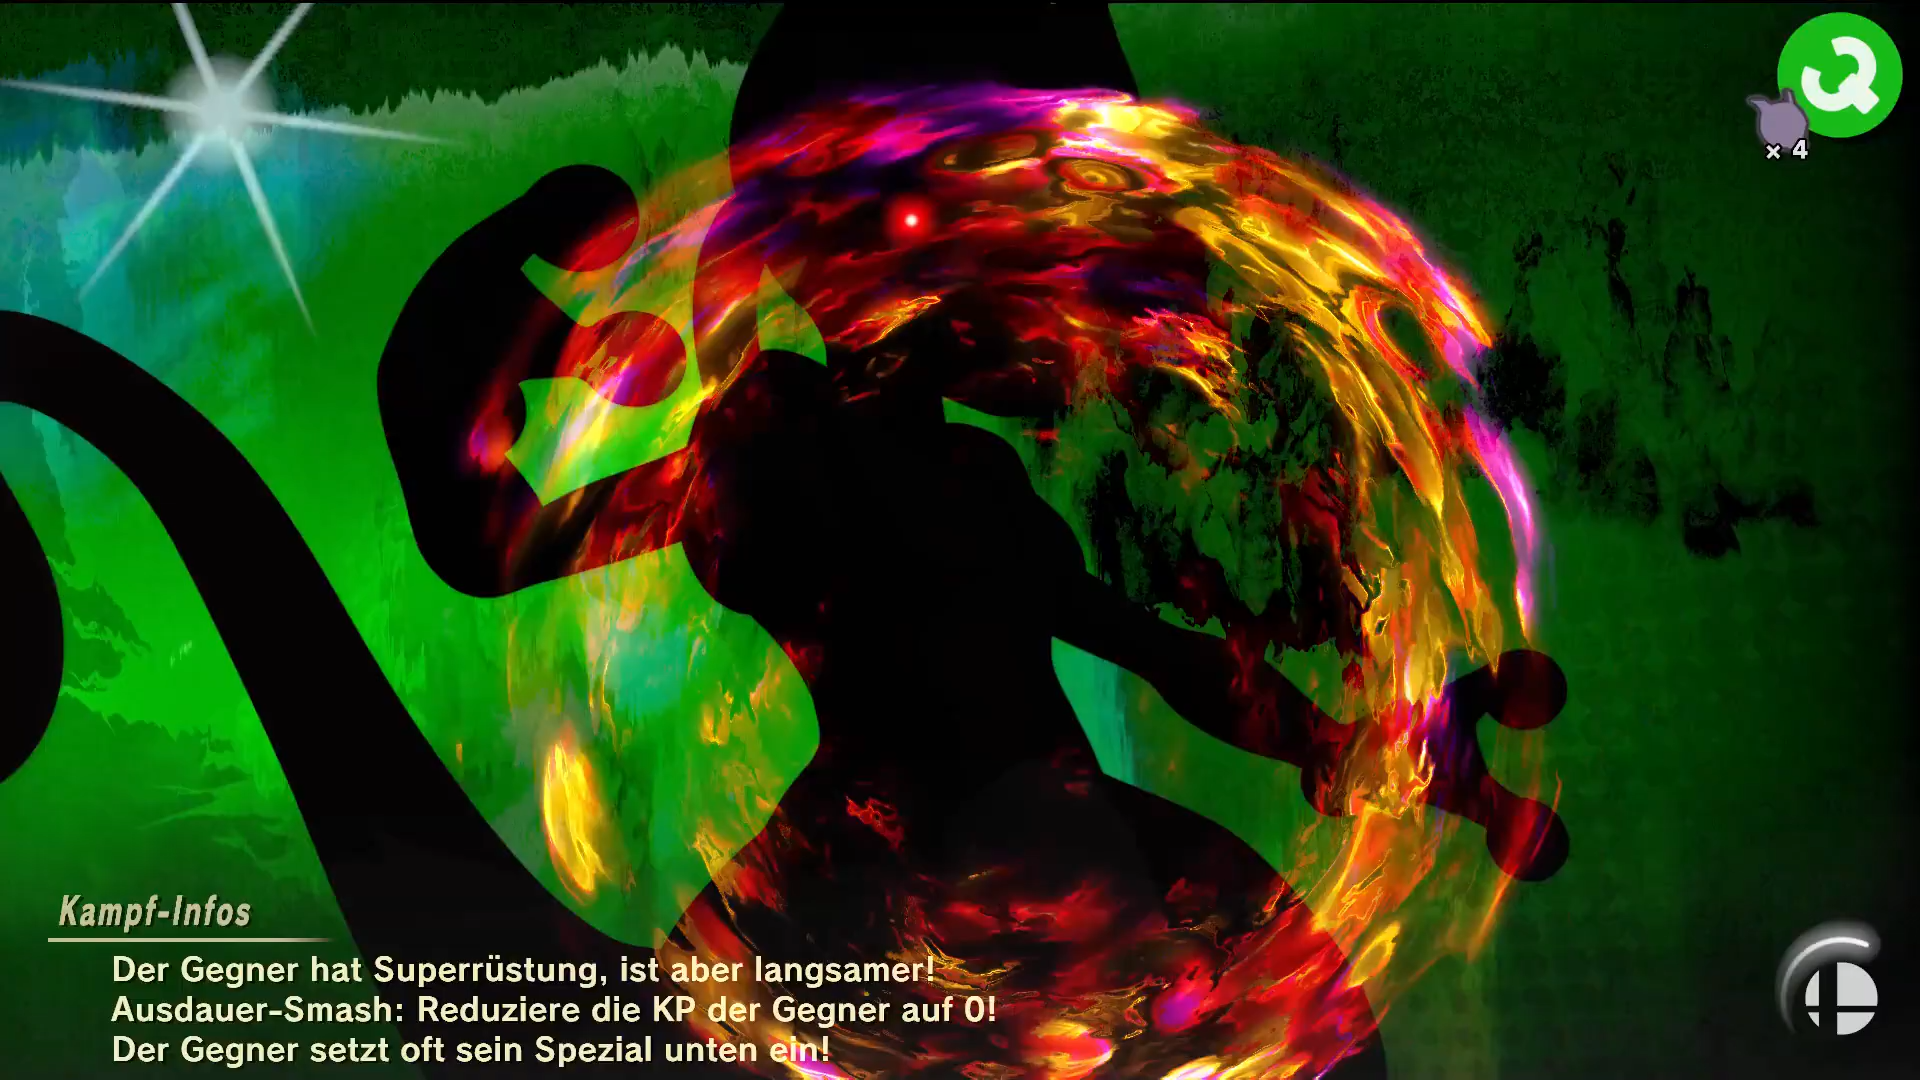 × 4
Kampf-Infos
Der Gegner hat Superrüstung, ist aber langsamer!
Ausdauer-Smash: Reduziere die KP der Gegner auf 0!
Der Gegner setzt oft sein Spezial unten ein!